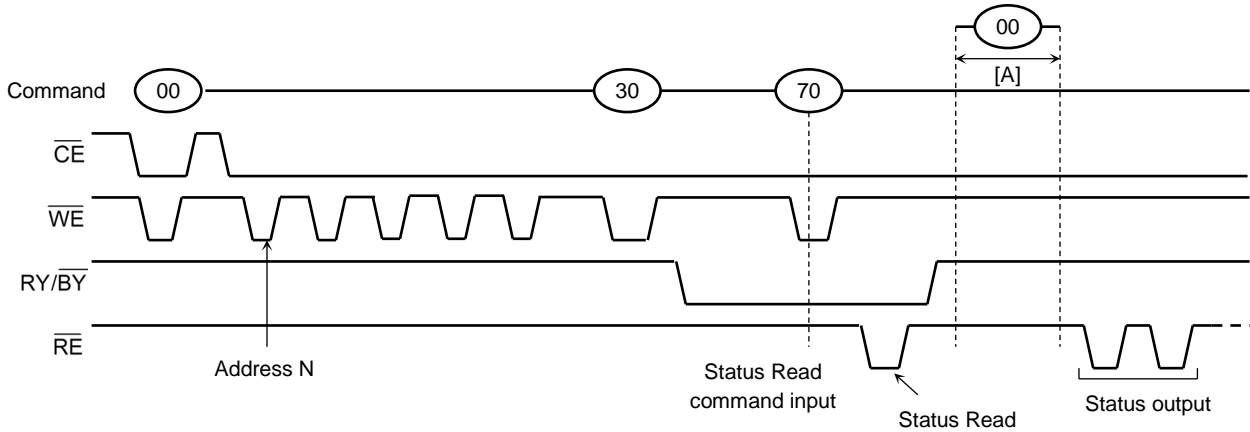 00
[A]
Command 00 30 70
CE
WE
RY/BY
RE
Address N
Status Read
command input
Status Read
Status output